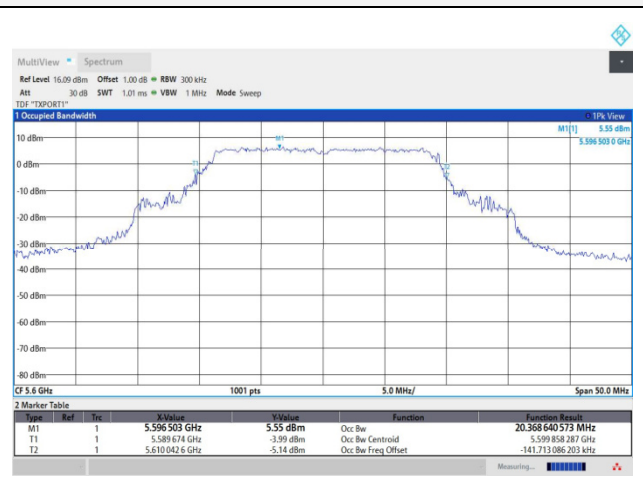 MultiView Spectrum
Ref Level 16.09 dBm Offset 1.00 dB RBW 300 kHz
Att 30 dB SWT 1.01 ms VBW 1 MHz Mode Sweep
TDF "TXPORT1"
1 Occupied Bandwidth 1Pk View
M1[1] 5.55 dBm
5.596 503 0 GHz
10 dBm
M1
0 dBm
T1
T2
-10 dBm
-20 dBm
-30 dBm
-40 dBm
-50 dBm
-60 dBm
-70 dBm
-80 dBm
CF 5.6 GHz 1001 pts 5.0 MHz/ Span 50.0 MHz
2 Marker Table
Type Ref Trc X-Value Y-Value Function Function Result
M1 1 5.596 503 GHz 5.55 dBm Occ Bw 20.368 640 573 MHz
T1 1 5.589 674 GHz -3.99 dBm Occ Bw Centroid 5.599 858 287 GHz
T2 1 5.610 042 6 GHz -5.14 dBm Occ Bw Freq Offset -141.713 086 203 kHz
Measuring...